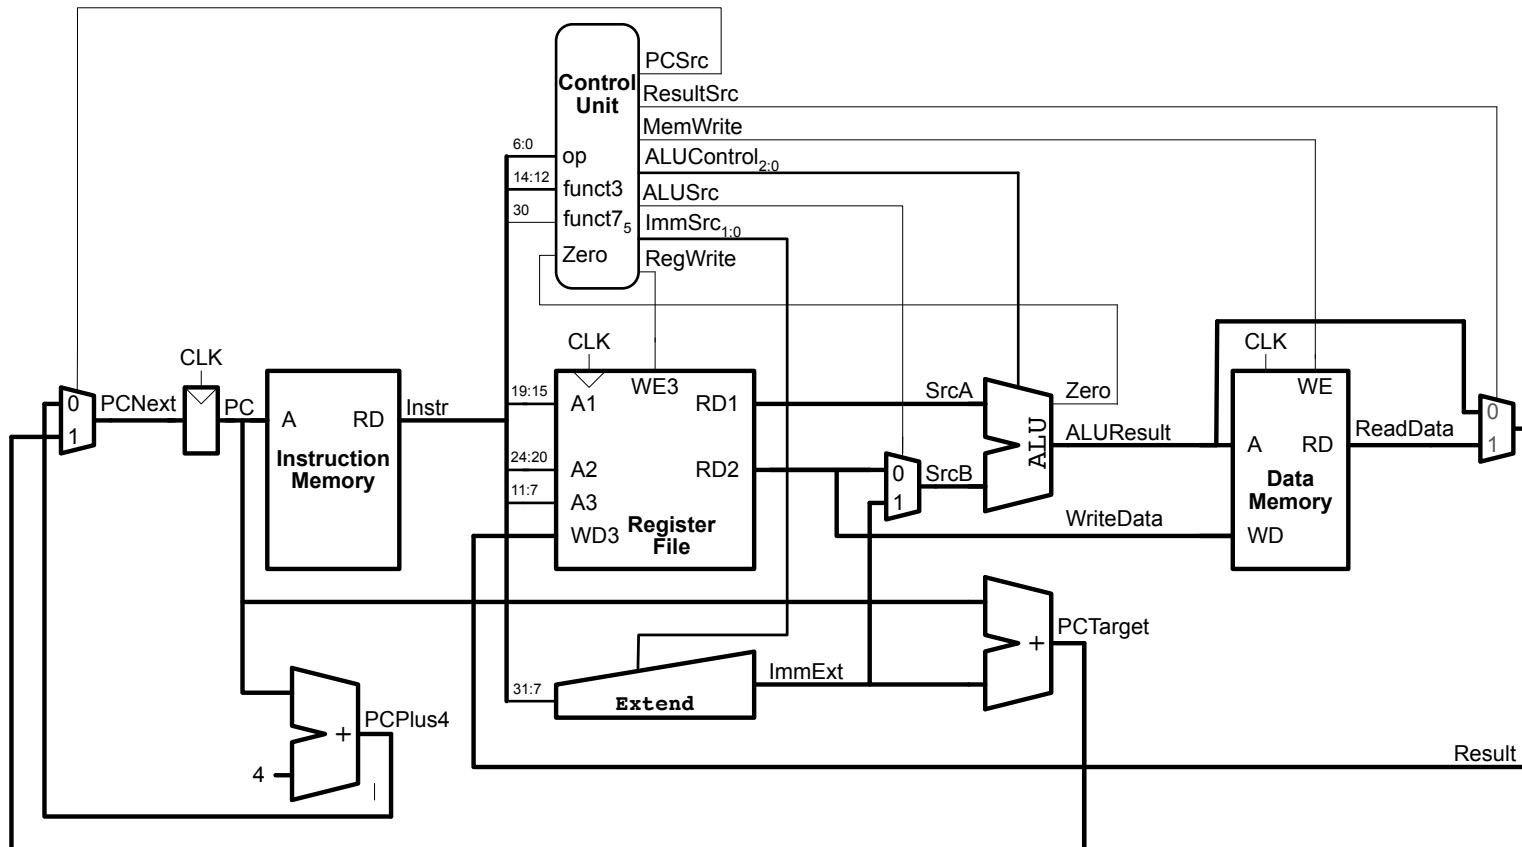 PCSrc
Control
Unit
ResultSrc
MemWrite
6:0
op
ALUControl2:0
14:12
funct3
ALUSrc
30
funct75
ImmSrc1:0
Zero
RegWrite
CLK
CLK
CLK
0
1
PCNext
PC
A
RD
Instr
Instruction
Memory
19:15
A1
WE3
RD1
24:20
A2
RD2
11:7
A3
WD3
Register
File
SrcA
0
1
SrcB
ALU
Zero
ALUResult
WriteData
WE
A
RD
Data
Memory
WD
ReadData
0
1
+
PCTarget
31:7
Extend
ImmExt
+
PCPlus4
4
Result